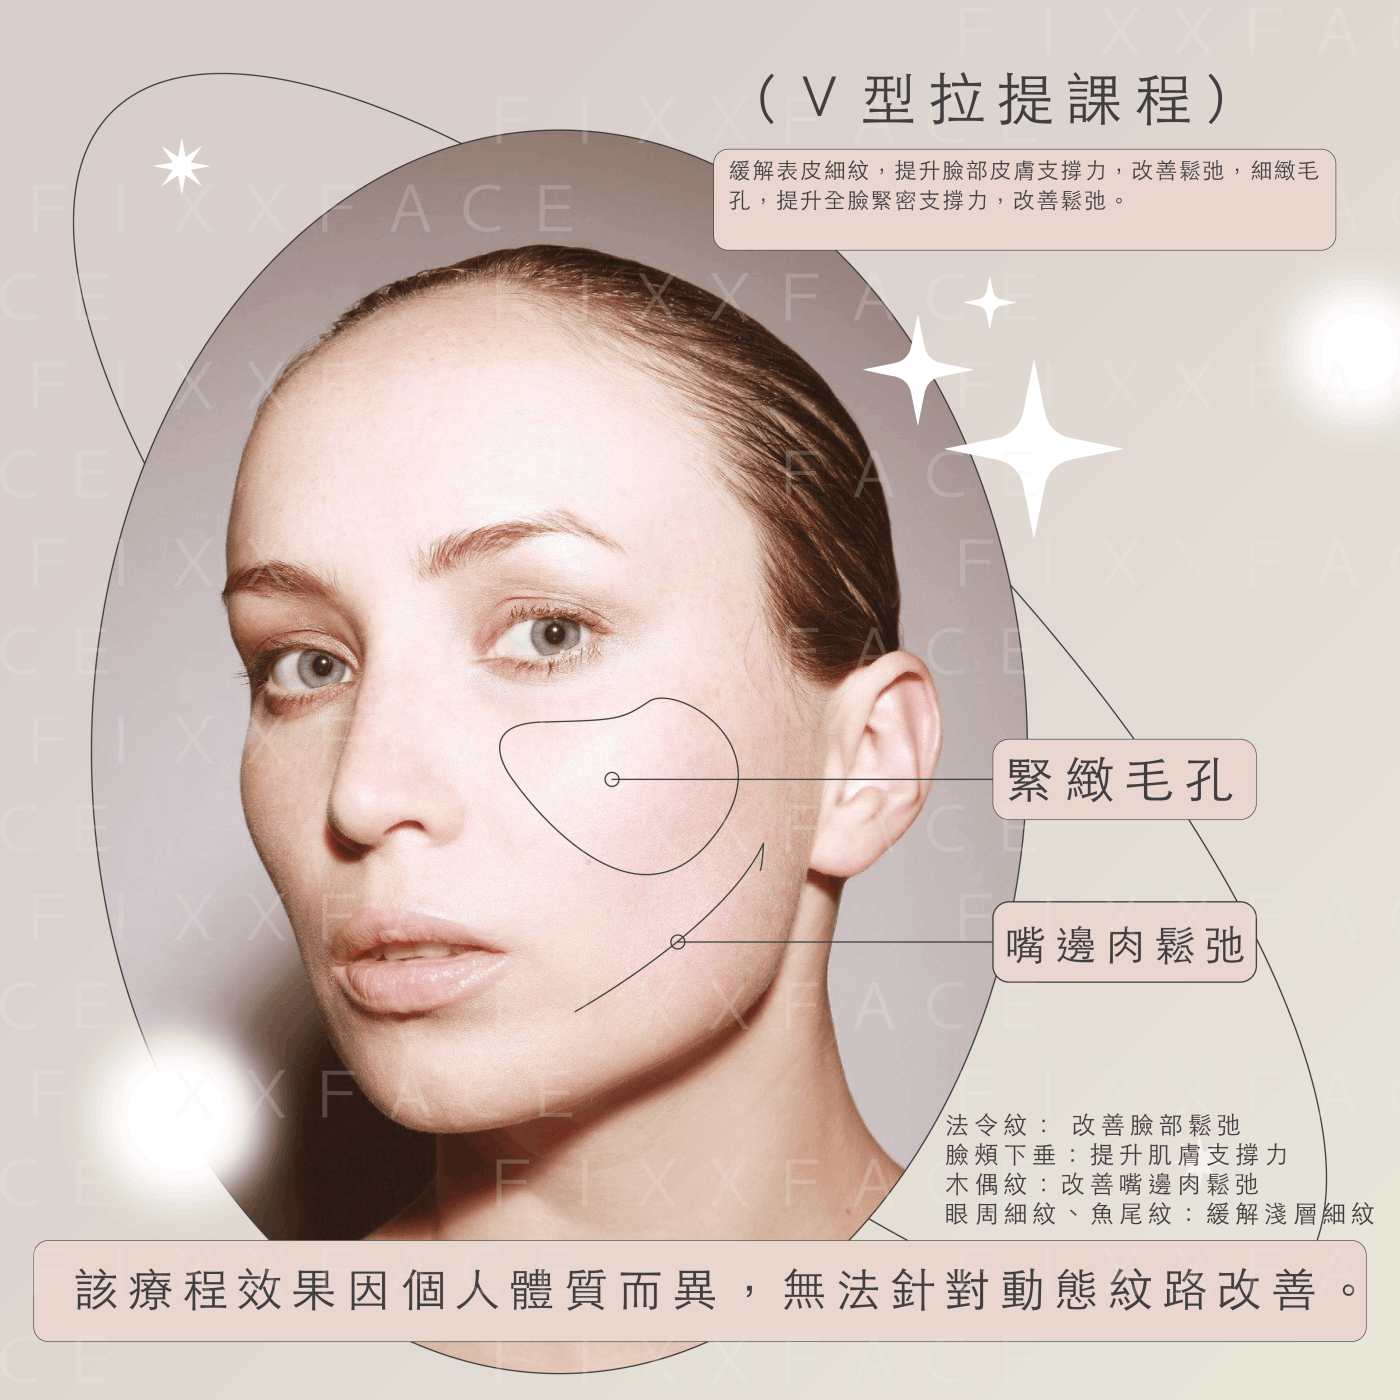 （V 型拉提課程）
緩解表皮細紋，提升臉部皮膚支撐力，改善鬆弛，細緻毛
孔，提升全臉緊密支撐力，改善鬆弛。
緊緻毛孔
嘴邊肉鬆弛
法令紋： 改善臉部鬆弛
臉頰下垂：提升肌膚支撐力
木偶紋：改善嘴邊肉鬆弛
眼周細紋、魚尾紋：緩解淺層細紋
該療程效果因個人體質而異，無法針對動態紋路改善。
FIXXFACE